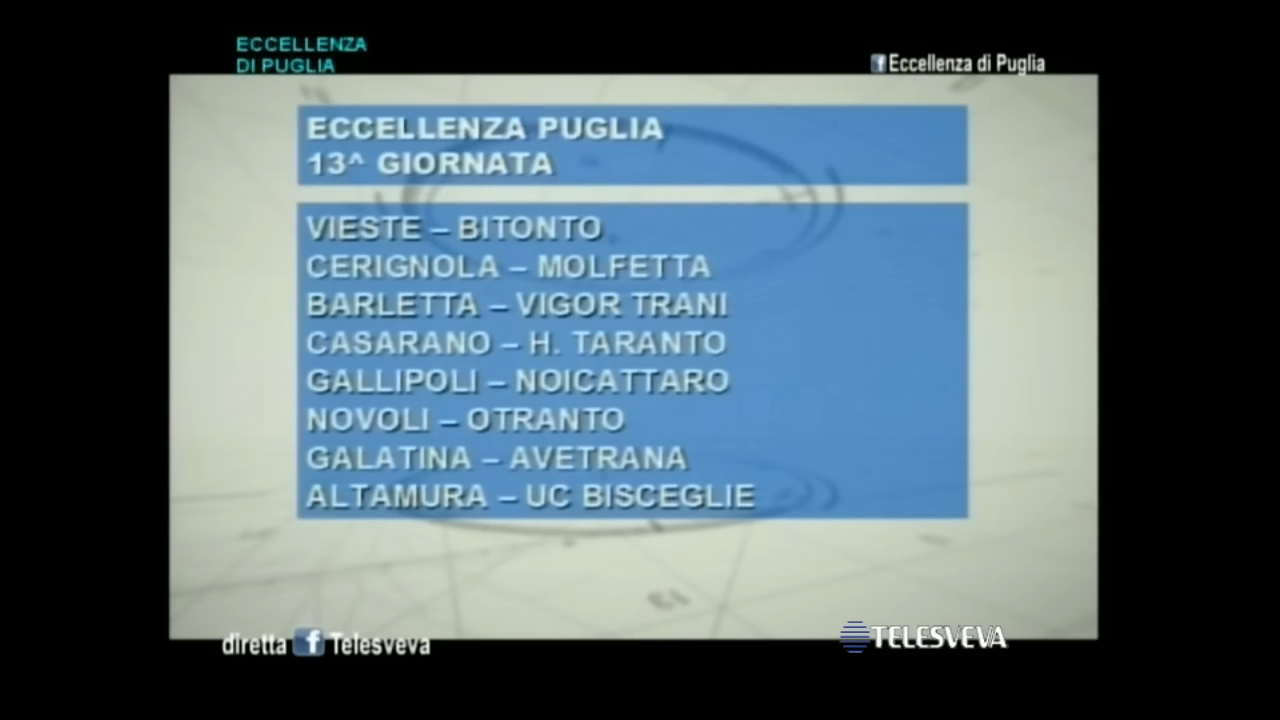 ECCELLENZA
DI PUGLIA
Eccellenza di Puglia
ECCELLENZA PUGLIA
13^ GIORNATA
VIESTE – BITONTO
CERIGNOLA – MOLFETTA
BARLETTA – VIGOR TRANI
CASARANO – H. TARANTO
GALLIPOLI – NOICATTARO
NOVOLI – OTRANTO
GALATINA – AVETRANA
ALTAMURA – UC BISCEGLIE
diretta f Telesveva
TELESVEVA